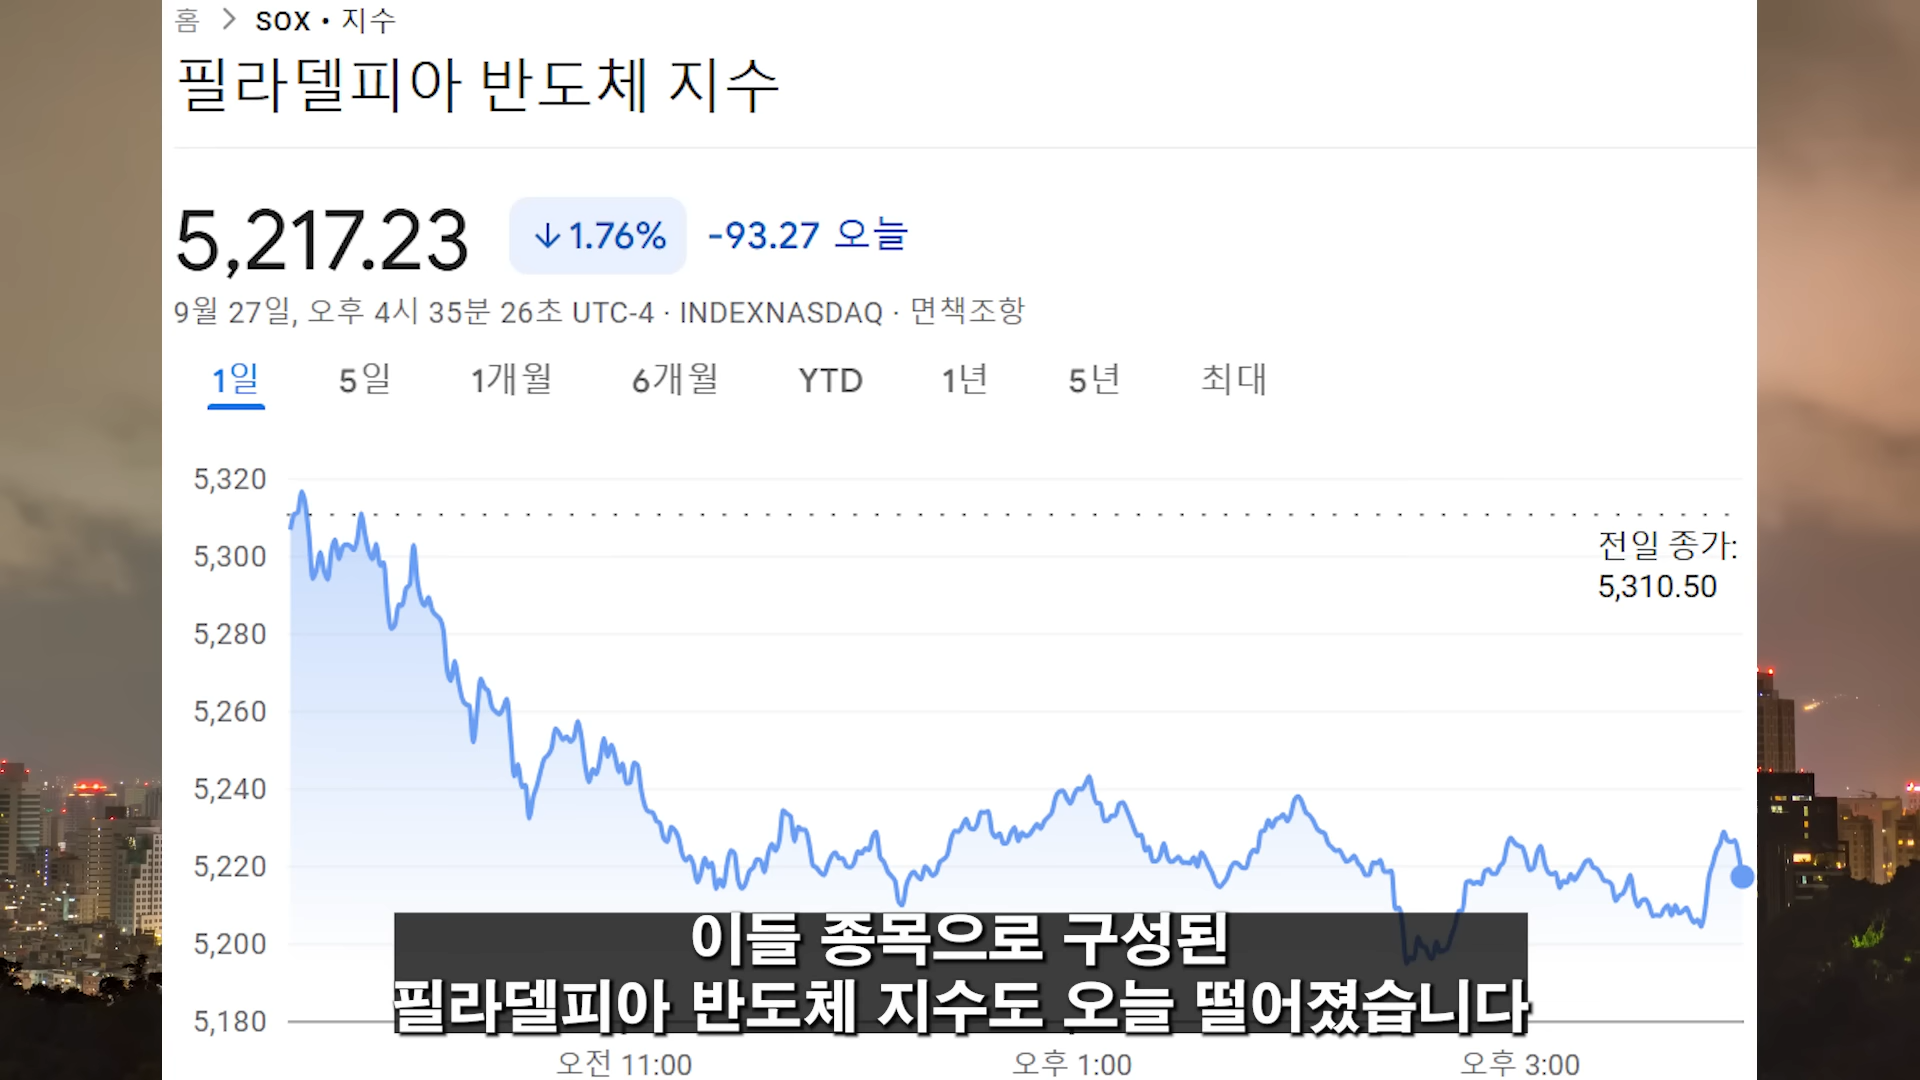 홈 > SOX • 지수
필라델피아 반도체 지수
5,217.23 ↓1.76% -93.27 오늘
9월 27일, 오후 4시 35분 26초 UTC-4 · INDEXNASDAQ · 면책조항
1일 5일 1개월 6개월 YTD 1년 5년 최대
5,320
전일 종가:
5,300
5,310.50
5,280
5,260
5,240
5,220
5,200
5,180
이들 종목으로 구성된
필라델피아 반도체 지수도 오늘 떨어졌습니다
오전 11:00 오후 1:00 오후 3:00